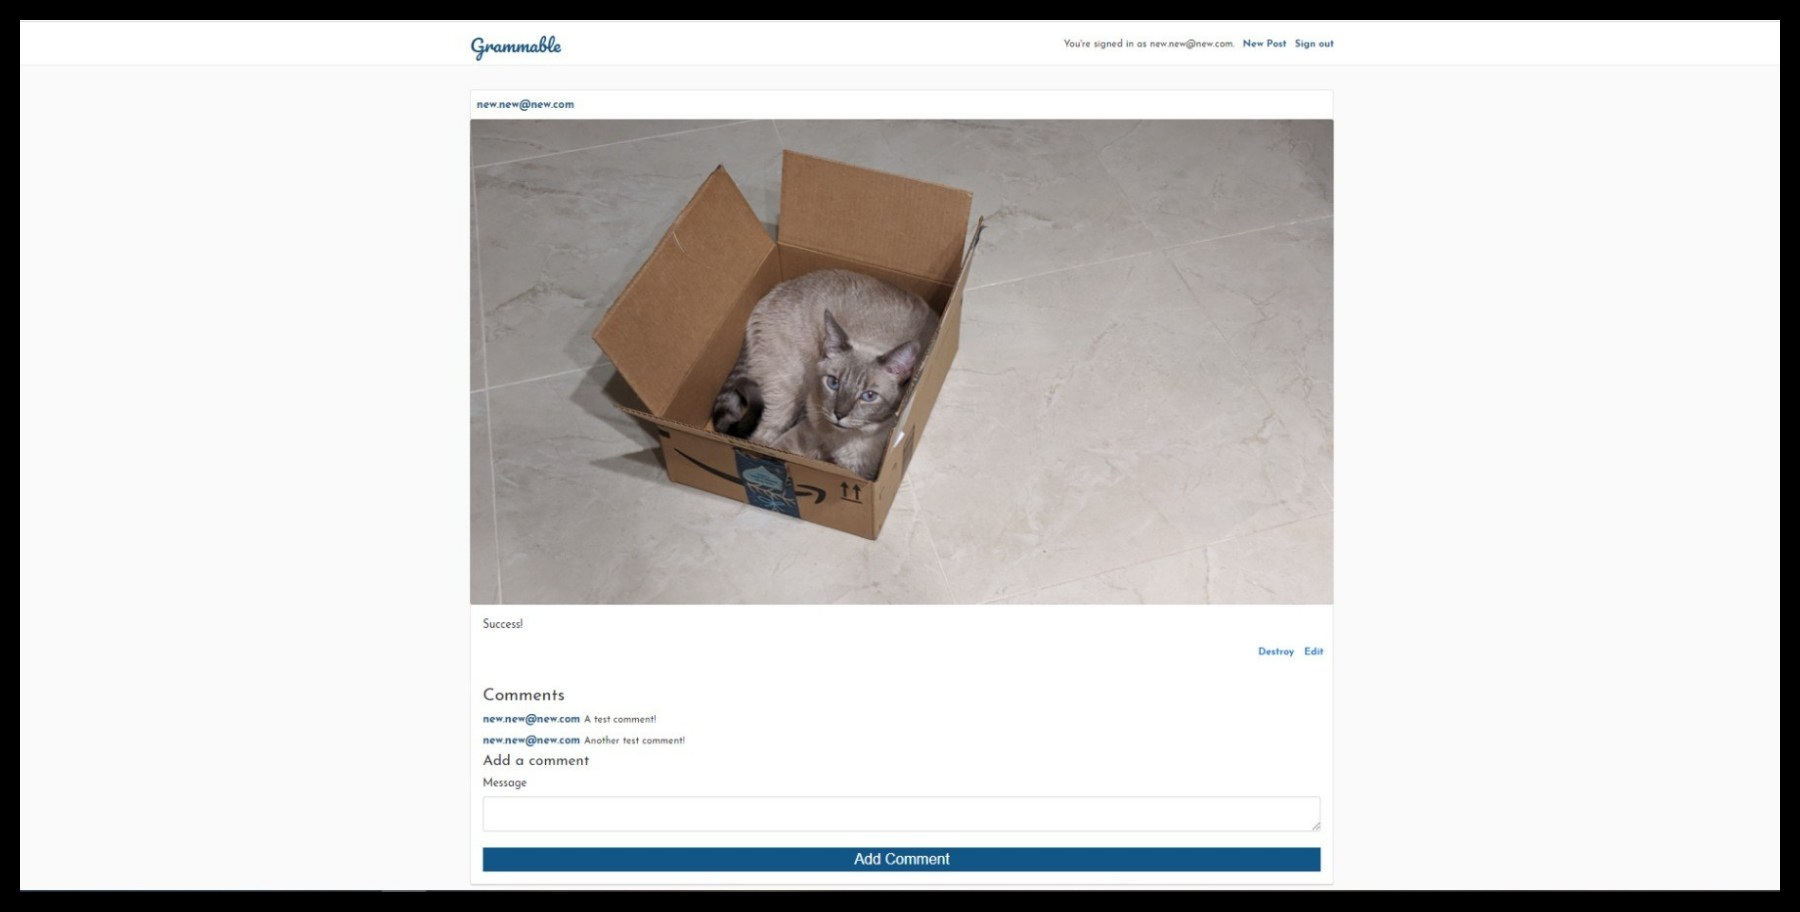 Grammable
You're signed in as new.new@new.com. New Post Sign out
new.new@new.com
Success!
Destroy Edit
Comments
new.new@new.com A test comment!
new.new@new.com Another test comment!
Add a comment
Message
Add Comment